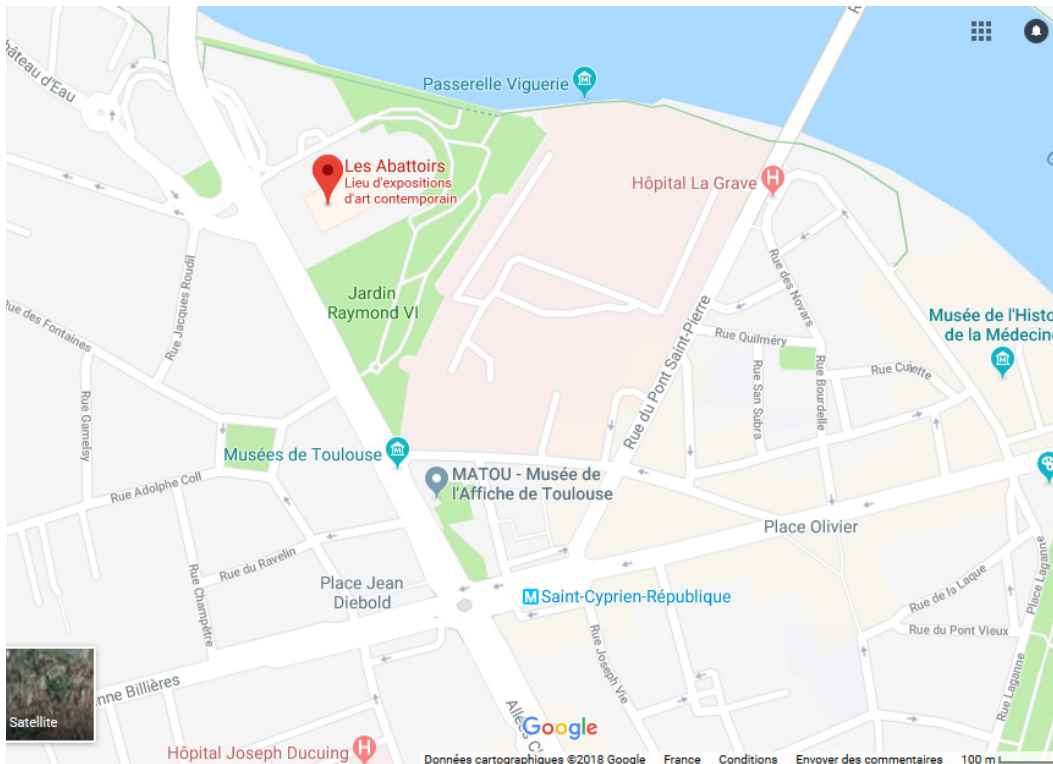 hâteau d'Eau
Passerelle Viguerie
Les Abattoirs
Lieu d'expositions
d'art contemporain
Hôpital La Grave
H
Jardin
Raymond VI
Rue Jacques Roudil
Rue des Fontaines
Rue Gamelsy
Rue des Novars
Rue du Pont Saint-Pierre
Musée de l'Histo
de la Médecine
Rue Quilméry
Rue San Subra
Rue Bourdelle
Rue Culette
Musées de Toulouse
MATOU - Musée de
l'Affiche de Toulouse
Rue Adolphe Coll
Place Olivier
Rue du Ravelin
Rue Champêtre
Place Jean
Diebold
M Saint-Cyprien-République
Rue de la Laque
Place Laganne
Rue du Pont Vieux
Rue Joseph Vie
Rue Laganne
nne Billières
Satellite
Allées C
Google
Hôpital Joseph Ducuing
H
Données cartographiques ©2018 Google France Conditions Envoyer des commentaires 100 m